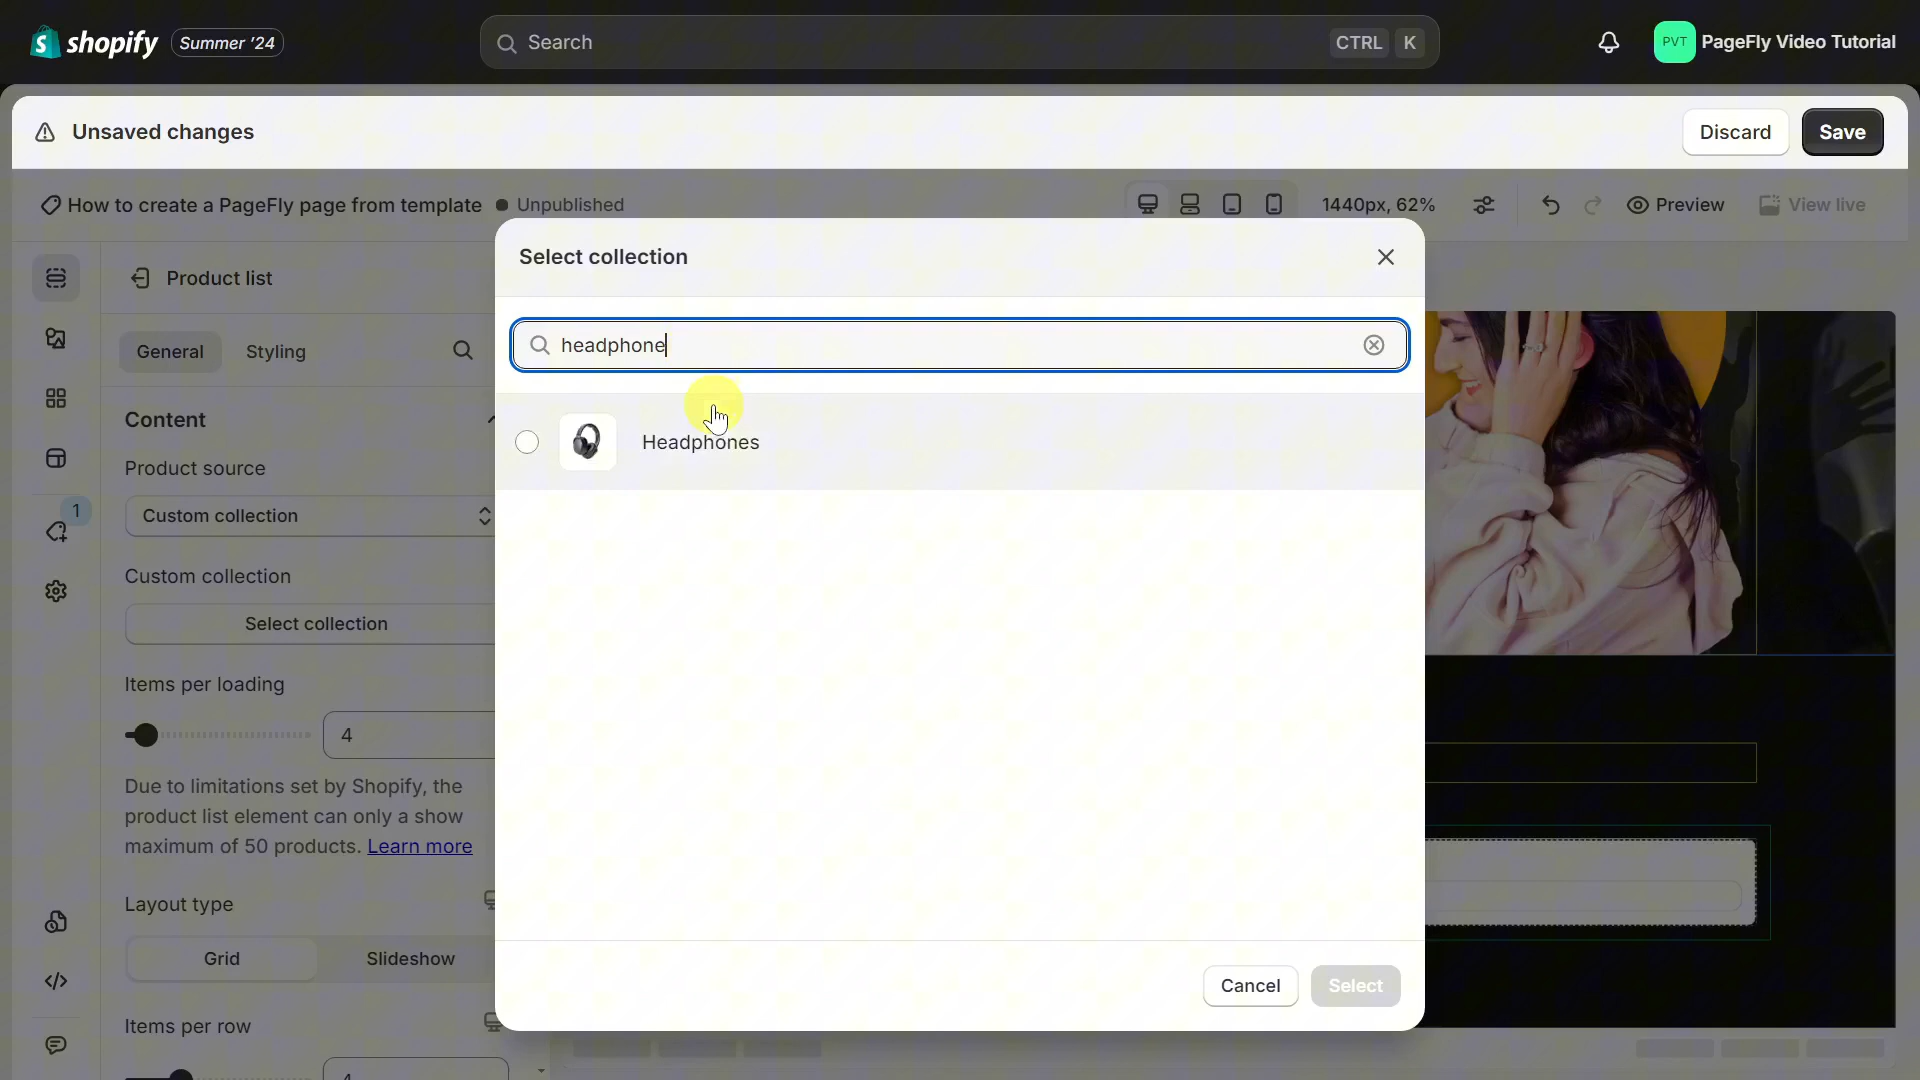 shopify Summer '24
Search CTRL K
PVT PageFly Video Tutorial
Unsaved changes
Discard Save
How to create a PageFly page from template Unpublished
1440px, 62% Preview View live
Select collection
headphone
Headphones
Cancel Select
Product list
General Styling
Content
Product source
Custom collection
1
Custom collection
Select collection
Items per loading
4
Due to limitations set by Shopify, the
product list element can only a show
maximum of 50 products. Learn more
Layout type
Grid Slideshow
Items per row
4